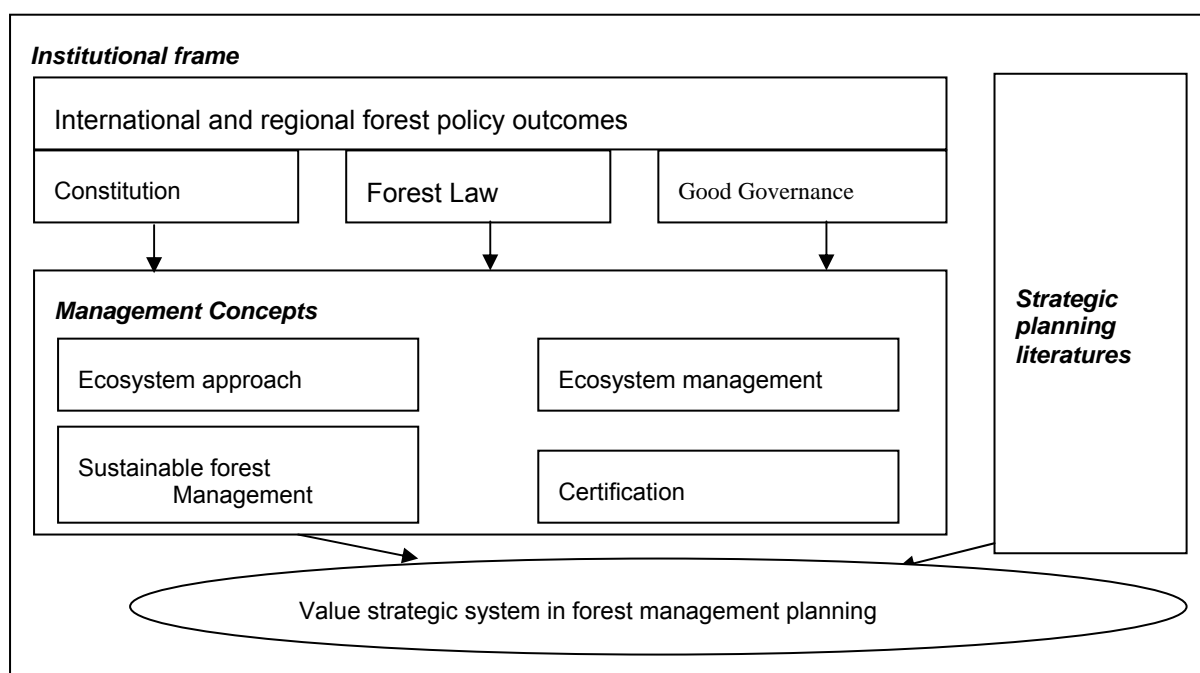 Institutional frame
International and regional forest policy outcomes
Constitution
Forest Law
Good Governance
Management Concepts
Ecosystem approach
Ecosystem management
Sustainable forest
Management
Certification
Strategic
planning
literatures
Value strategic system in forest management planning